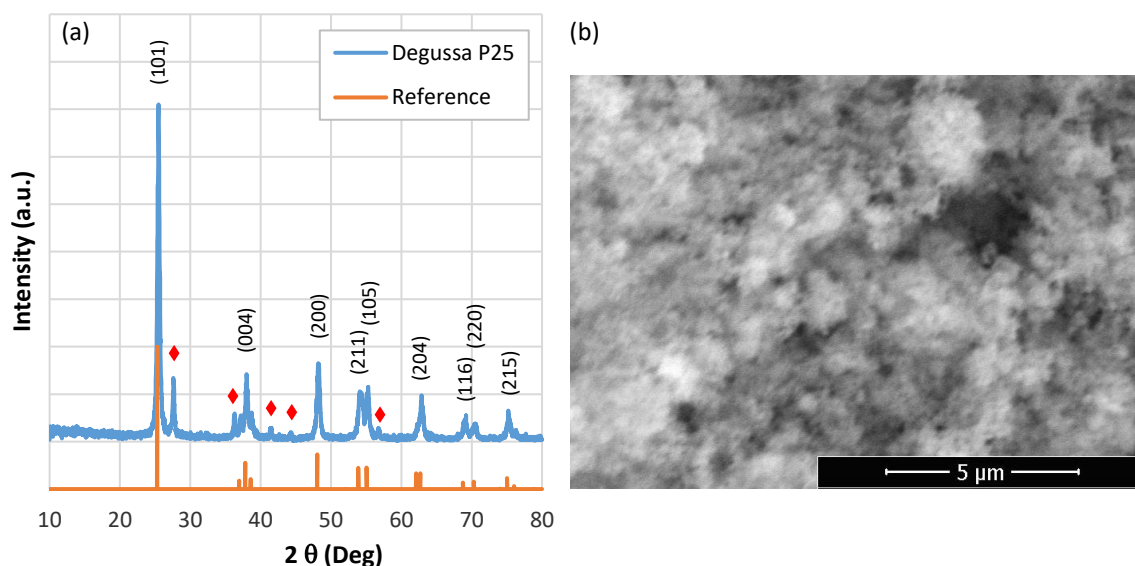 (a)
(b)
Degussa P25
Reference
(101)
(004)
(200)
(211)
(105)
(204)
(116)
(220)
(215)
Intensity (a.u.)
10 20 30 40 50 60 70 80
2 θ (Deg)
5 μm